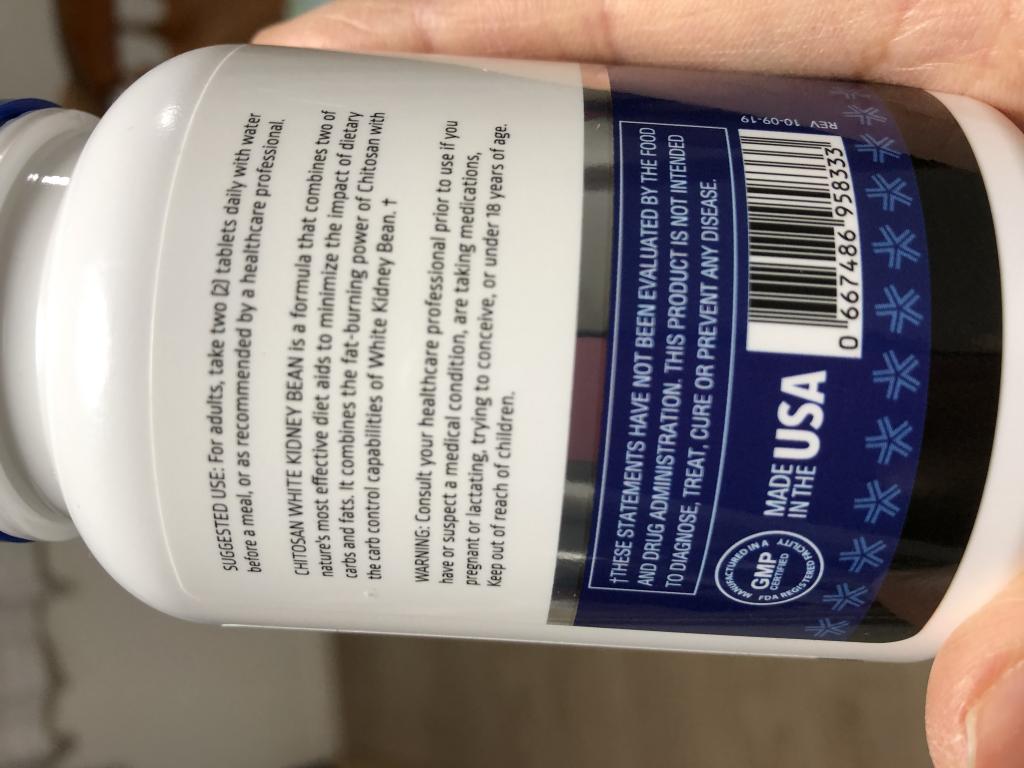 SUGGESTED USE: For adults, take two (2) tablets daily with water
before a meal, or as recommended by a healthcare professional.
CHITOSAN WHITE KIDNEY BEAN is a formula that combines two of
nature's most effective diet aids to minimize the impact of dietary
carbs and fats. It combines the fat-burning power of Chitosan with
the carb control capabilities of White Kidney Bean. †
WARNING: Consult your healthcare professional prior to use if you
have or suspect a medical condition, are taking medications,
pregnant or lactating, trying to conceive, or under 18 years of age.
Keep out of reach of children.
†THESE STATEMENTS HAVE NOT BEEN EVALUATED BY THE FOOD
AND DRUG ADMINISTRATION. THIS PRODUCT IS NOT INTENDED
TO DIAGNOSE, TREAT, CURE OR PREVENT ANY DISEASE.
MANUFACTURED IN A
GMP
CERTIFIED
FDA REGISTERED FACILITY
MADE
IN THE USA
0 667486 958333
REV 10-09-19